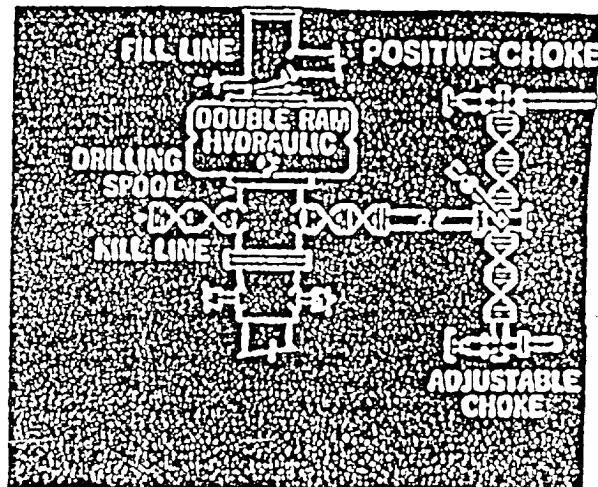 FILL LINE
POSITIVE CHOKE
DOUBLE RAM
HYDRAULIC
DRILLING
SPOOL
KILL LINE
ADJUSTABLE
CHOKE